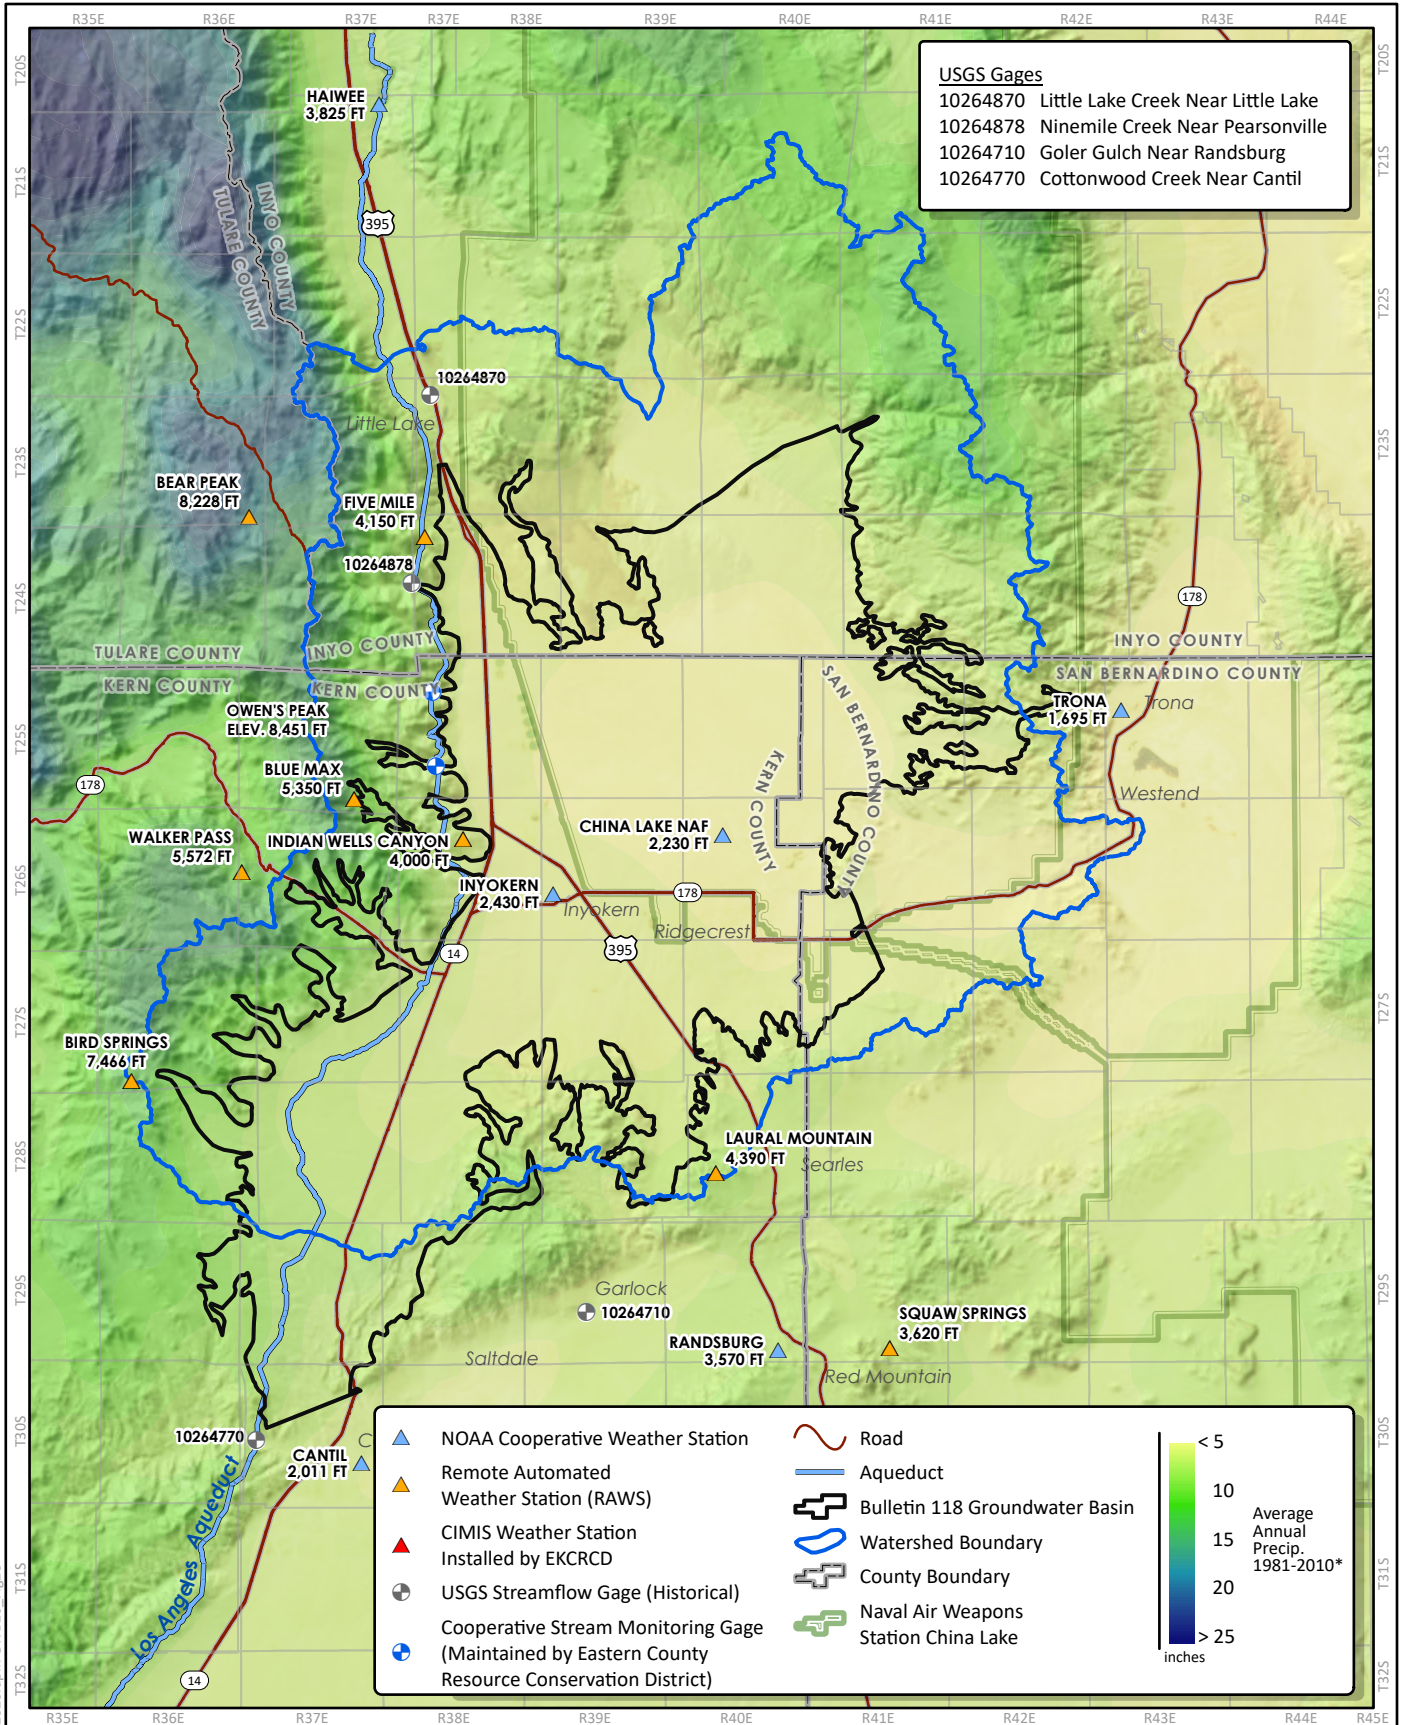 R35E
R36E
R37E
R37E
R38E
R39E
R40E
R41E
R42E
R43E
R44E
T20S
T21S
T22S
T23S
T24S
T25S
T26S
T27S
T28S
T29S
T30S
T31S
T32S
USGS Gages
10264870 Little Lake Creek Near Little Lake
10264878 Ninemile Creek Near Pearsonville
10264710 Goler Gulch Near Randsburg
10264770 Cottonwood Creek Near Cantil
HAIWEE
3,825 FT
INYO COUNTY
TULARE COUNTY
395
10264870
Little Lake
BEAR PEAK
8,228 FT
FIVE MILE
4,150 FT
10264878
178
TULARE COUNTY
INYO COUNTY
INYO COUNTY
KERN COUNTY
KERN COUNTY
SAN BERNARDINO COUNTY
OWEN'S PEAK
ELEV. 8,451 FT
SAN BERNARDINO COUNTY
KERN COUNTY
TRONA
1,695 FT
Trona
178
BLUE MAX
5,350 FT
Westend
WALKER PASS
5,572 FT
INDIAN WELLS CANYON
4,000 FT
CHINA LAKE NAF
2,230 FT
INYOKERN
2,430 FT
Inyokern
178
Ridgecrest
14
395
BIRD SPRINGS
7,466 FT
LAURAL MOUNTAIN
4,390 FT
Searles
Garlock
10264710
RANDSBURG
3,570 FT
SQUAW SPRINGS
3,620 FT
Saltdale
Red Mountain
10264770
CANTIL
2,011 FT
C
Los Angeles Aqueduct
14
NOAA Cooperative Weather Station
Remote Automated
Weather Station (RAWS)
CIMIS Weather Station
Installed by EKCRCD
USGS Streamflow Gage (Historical)
Cooperative Stream Monitoring Gage
(Maintained by Eastern County
Resource Conservation District)
Road
Aqueduct
Bulletin 118 Groundwater Basin
Watershed Boundary
County Boundary
Naval Air Weapons
Station China Lake
< 5
10
15
20
> 25
inches
Average
Annual
Precip.
1981-2010*
T20S
T21S
T22S
T23S
T27S
T29S
T30S
T31S
T32S
R35E
R36E
R37E
R38E
R39E
R40E
R41E
R42E
R43E
R44E
R45E